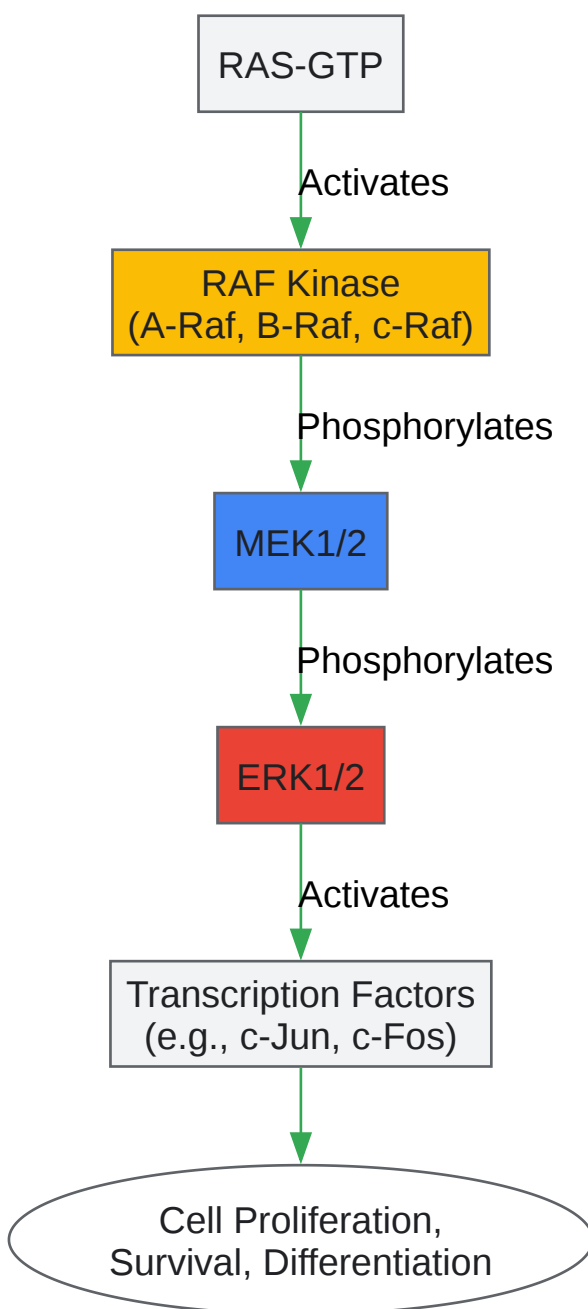 RAS-GTP
Activates
RAF Kinase
(A-Raf, B-Raf, c-Raf)
Phosphorylates
MEK1/2
Phosphorylates
ERK1/2
Activates
Transcription Factors
(e.g., c-Jun, c-Fos)
Cell Proliferation,
Survival, Differentiation